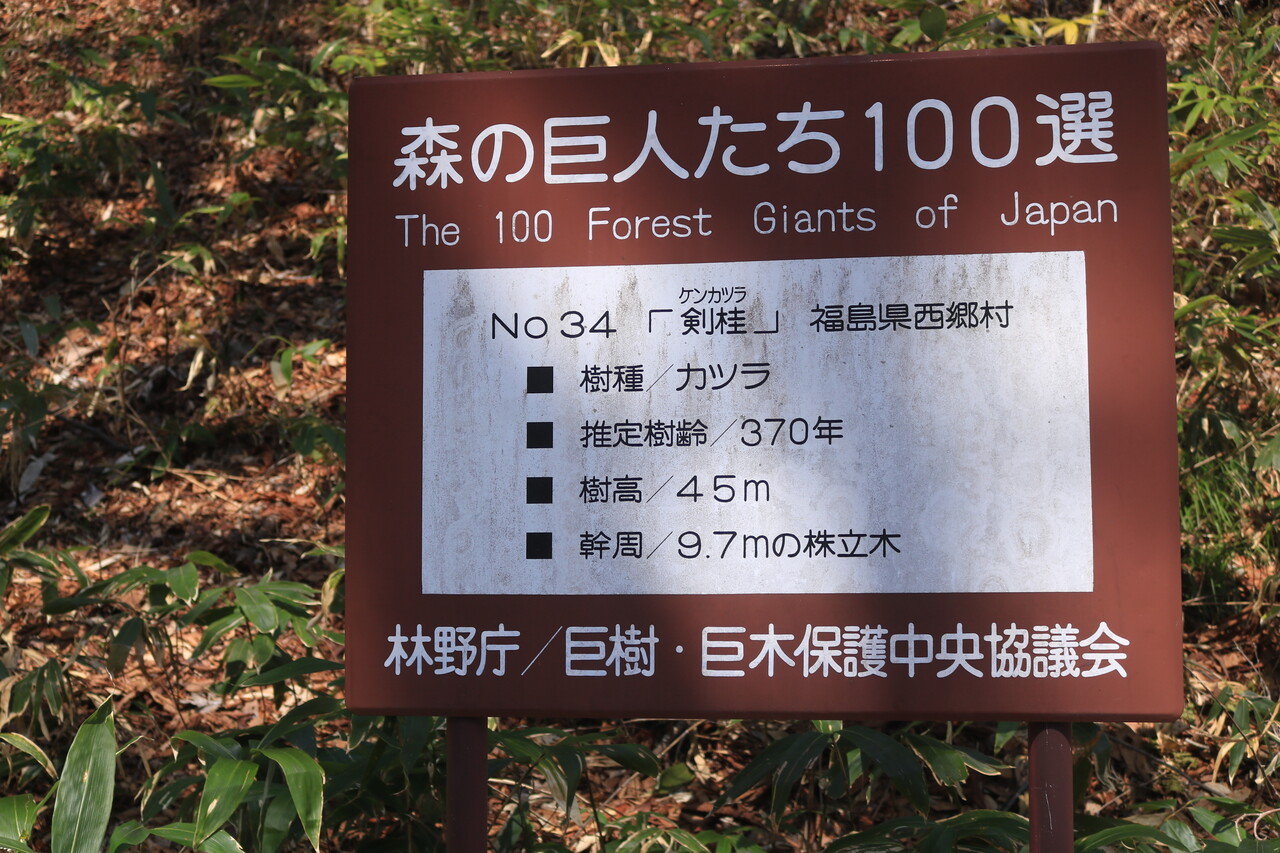 森の巨人たち100選
The 100 Forest Giants of Japan
ケンカツラ
No34 「剣桂」 福島県西郷村
■ 樹種／カツラ
■ 推定樹齢／370年
■ 樹高／45m
■ 幹周／9.7mの株立木
林野庁／巨樹・巨木保護中央協議会